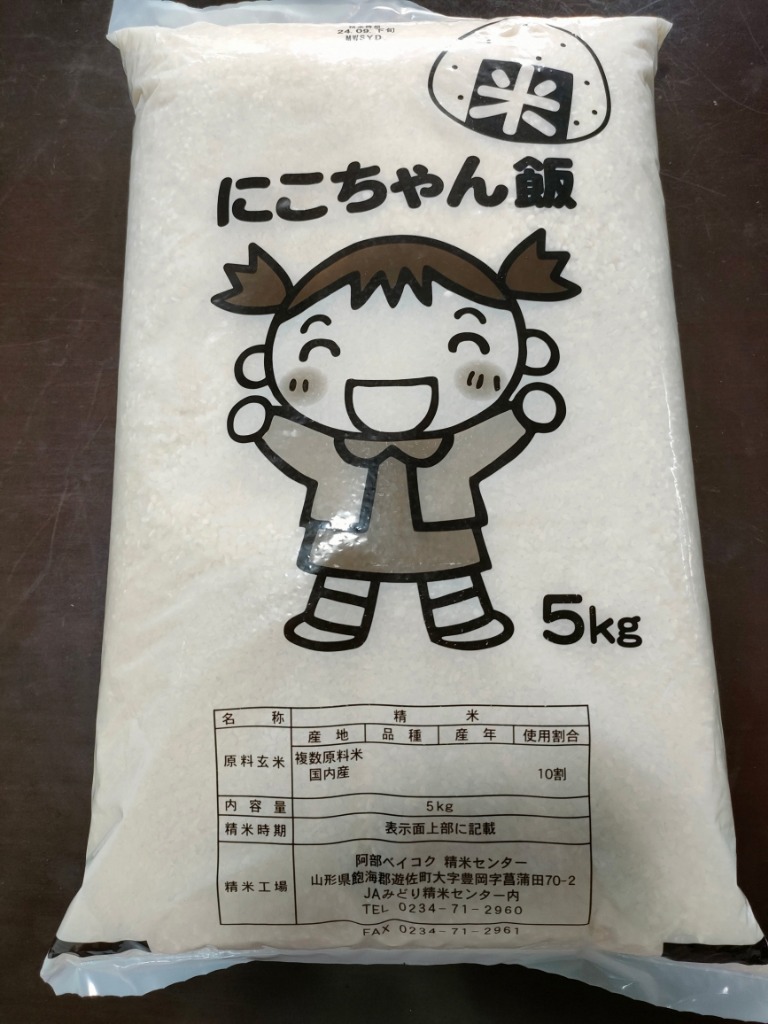 24.09.下旬
MWSYD
米
にこちゃん飯
5kg
名称 精米
産地 品種 産年 使用割合
原料玄米 複数原料米
国内産 10割
内容量 5kg
精米時期 表示面上部に記載
精米工場 阿部ベイコク 精米センター
山形県飽海郡遊佐町大字豊岡字菖蒲田70-2
JAみどり精米センター内
TEL 0234-71-2960
FAX 0234-71-2961